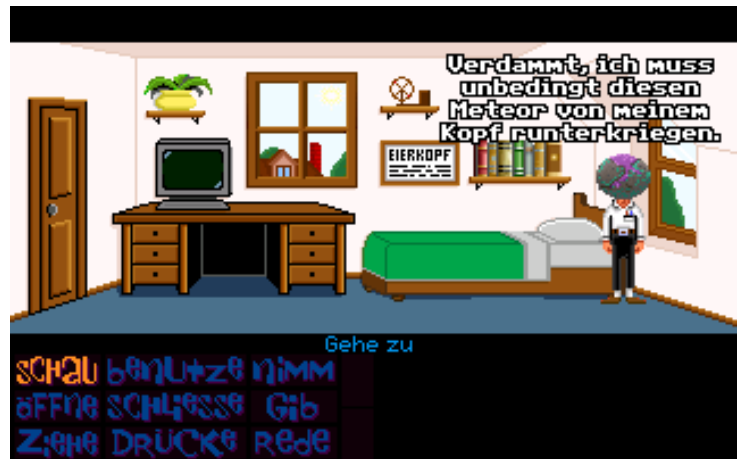 Verdammt, ich muss
unbedingt diesen
Meteor von meinem
Kopf runterkriegen.
EIERKOPF
Gehe zu
SCHAU benutze nimm
öffne schliesse Gib
Ziehe DRÜCKe Rede